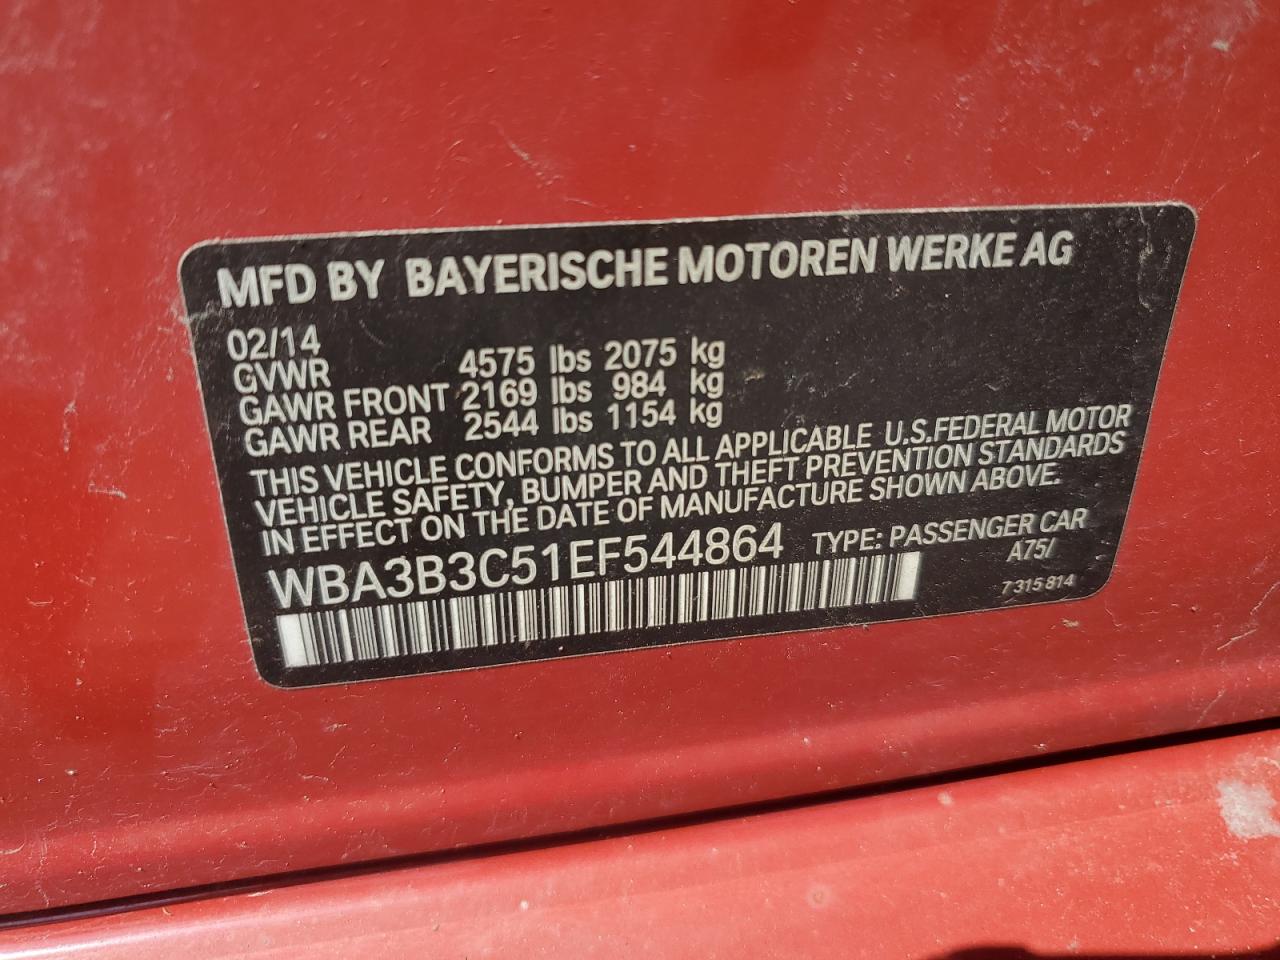 MFD BY BAYERISCHE MOTOREN WERKE AG
02/14
GVWR 4575 lbs 2075 kg
GAWR FRONT 2169 lbs 984 kg
GAWR REAR 2544 lbs 1154 kg
THIS VEHICLE CONFORMS TO ALL APPLICABLE U.S.FEDERAL MOTOR
VEHICLE SAFETY, BUMPER AND THEFT PREVENTION STANDARDS
IN EFFECT ON THE DATE OF MANUFACTURE SHOWN ABOVE.
WBA3B3C51EF544864 TYPE: PASSENGER CAR
A75/
7 315 814